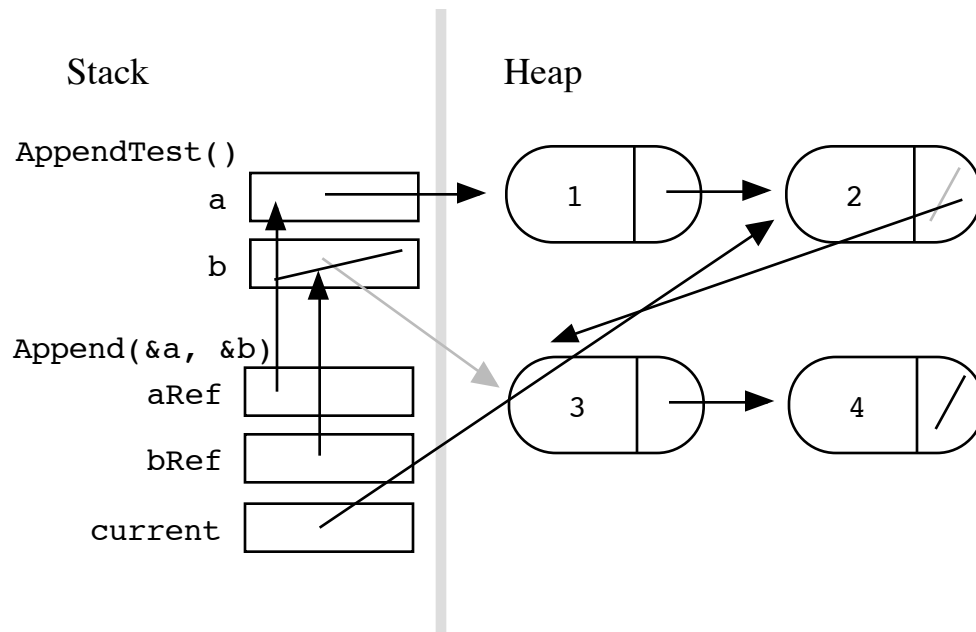 Stack
Heap
AppendTest()
a
1
2
b
Append(&a, &b)
aRef
3
4
bRef
current